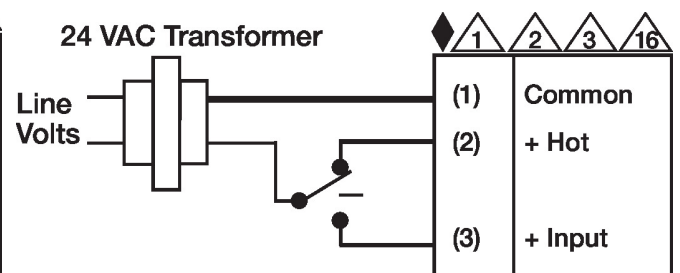 24 VAC Transformer
1 2 3 16
Line
Volts
(1) Common
(2) + Hot
(3) + Input